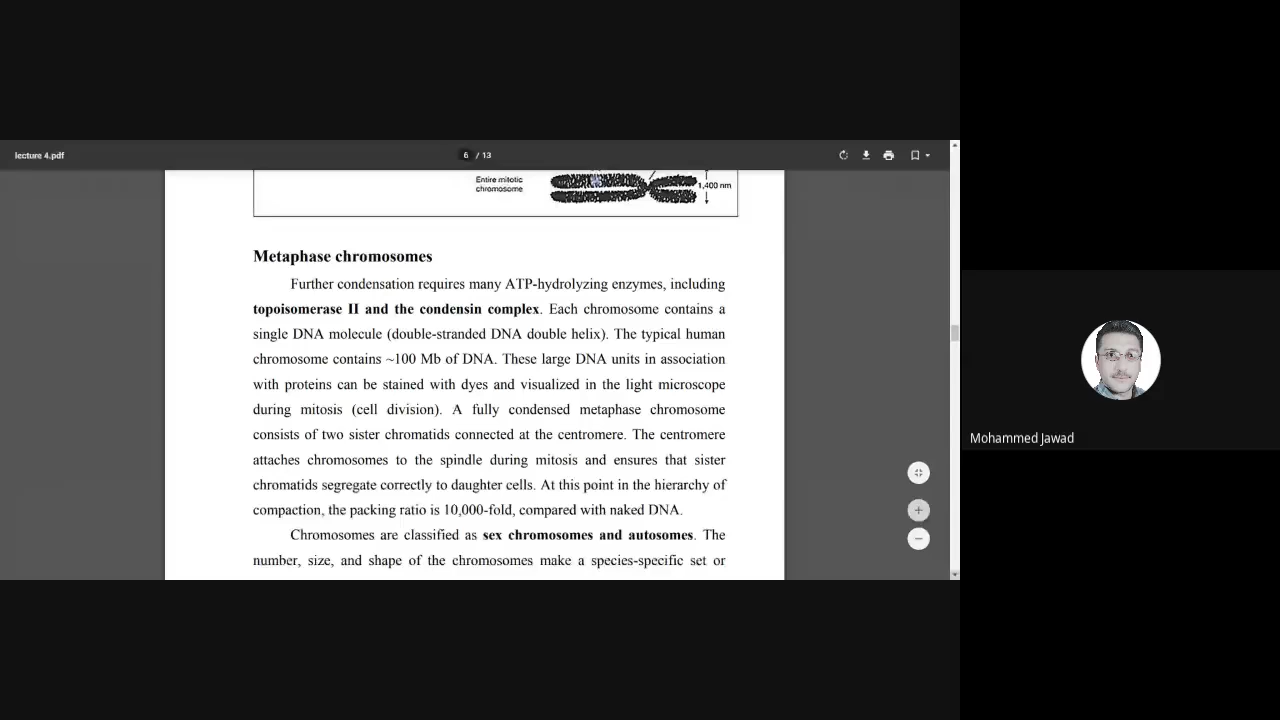 lecture 4.pdf
6 / 13
Entire mitotic
chromosome
1,400 nm
Metaphase chromosomes
Further condensation requires many ATP-hydrolyzing enzymes, including
topoisomerase II and the condensin complex. Each chromosome contains a
single DNA molecule (double-stranded DNA double helix). The typical human
chromosome contains ~100 Mb of DNA. These large DNA units in association
with proteins can be stained with dyes and visualized in the light microscope
during mitosis (cell division). A fully condensed metaphase chromosome
consists of two sister chromatids connected at the centromere. The centromere
attaches chromosomes to the spindle during mitosis and ensures that sister
chromatids segregate correctly to daughter cells. At this point in the hierarchy of
compaction, the packing ratio is 10,000-fold, compared with naked DNA.
Chromosomes are classified as sex chromosomes and autosomes. The
number, size, and shape of the chromosomes make a species-specific set or
Mohammed Jawad